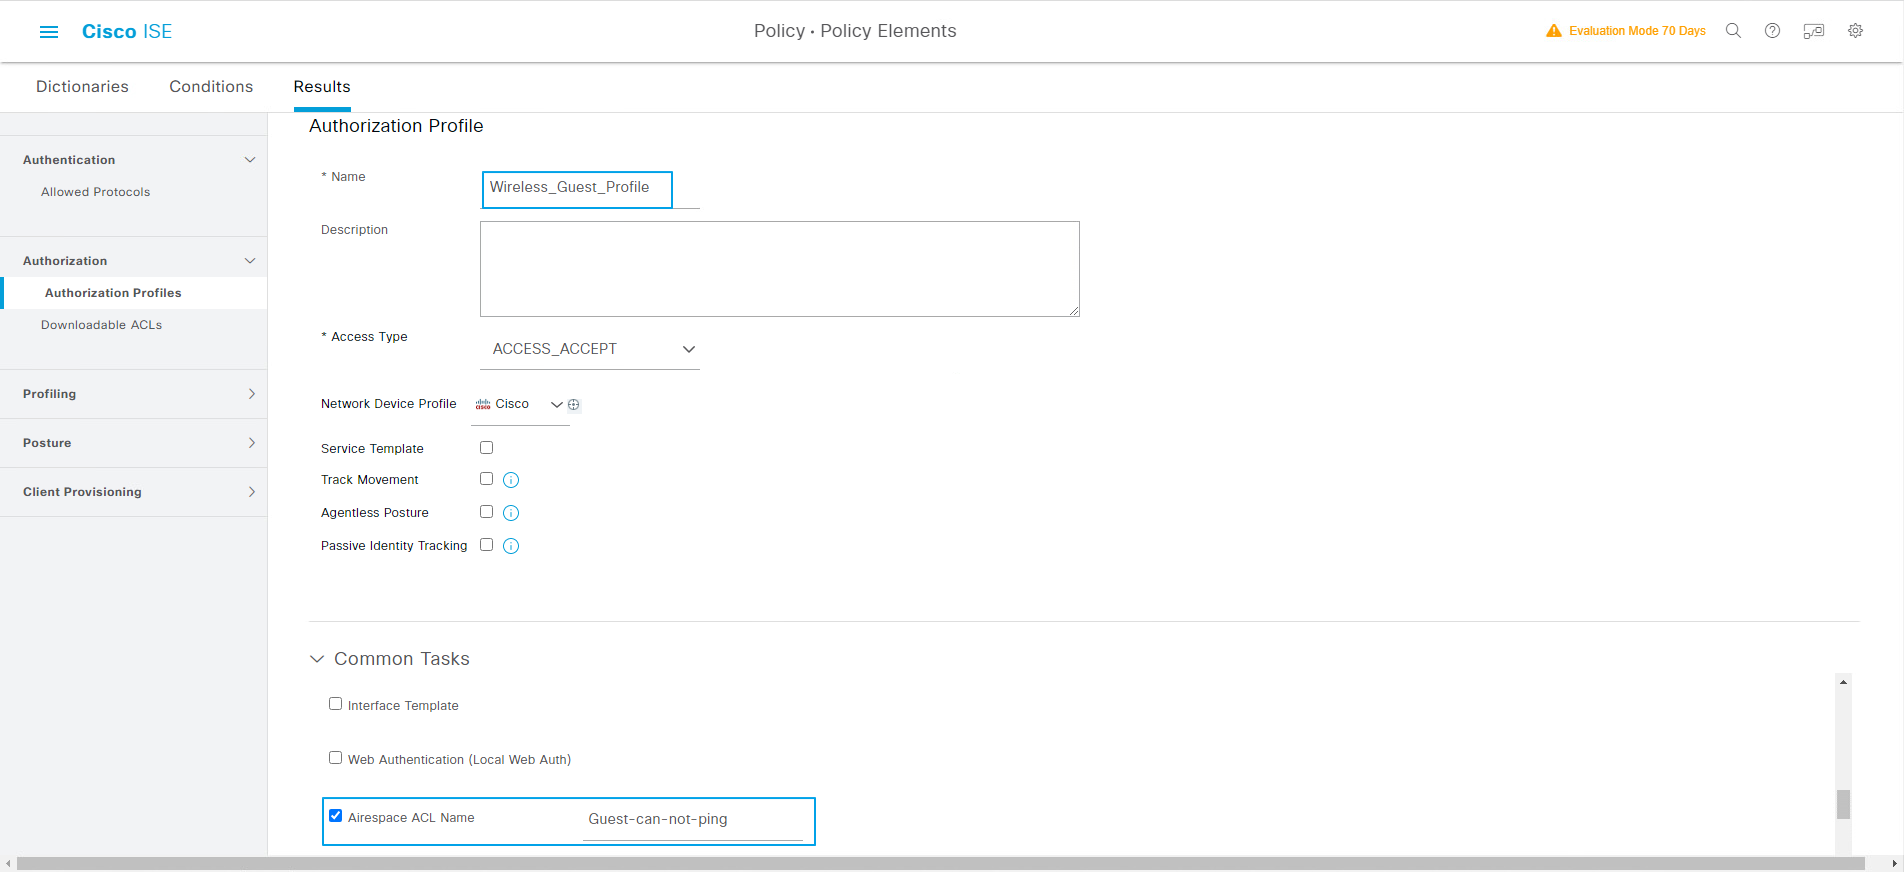 Cisco ISE
Policy · Policy Elements
Evaluation Mode 70 Days
Dictionaries
Conditions
Results
Authentication
Allowed Protocols
Authorization
Authorization Profiles
Downloadable ACLs
Profiling
Posture
Client Provisioning
Authorization Profile
* Name
Wireless_Guest_Profile
Description
* Access Type
ACCESS_ACCEPT
Network Device Profile
Cisco
Service Template
Track Movement
Agentless Posture
Passive Identity Tracking
Common Tasks
Interface Template
Web Authentication (Local Web Auth)
Airespace ACL Name
Guest-can-not-ping